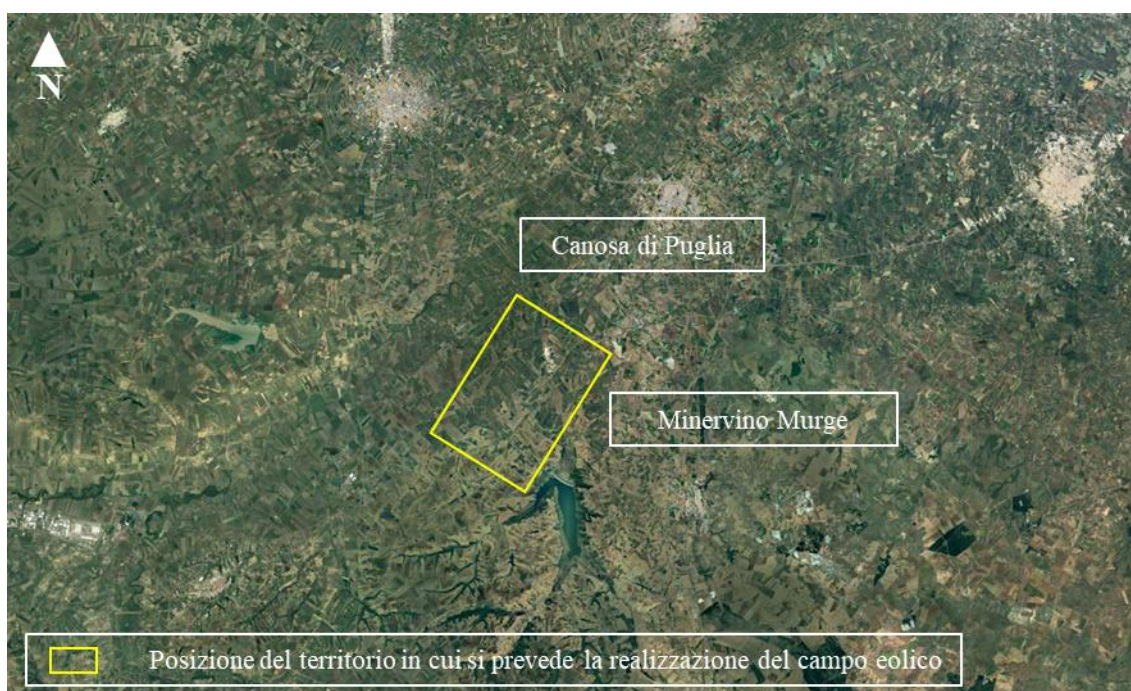 N
Canosa di Puglia
Minervino Murge
Posizione del territorio in cui si prevede la realizzazione del campo eolico